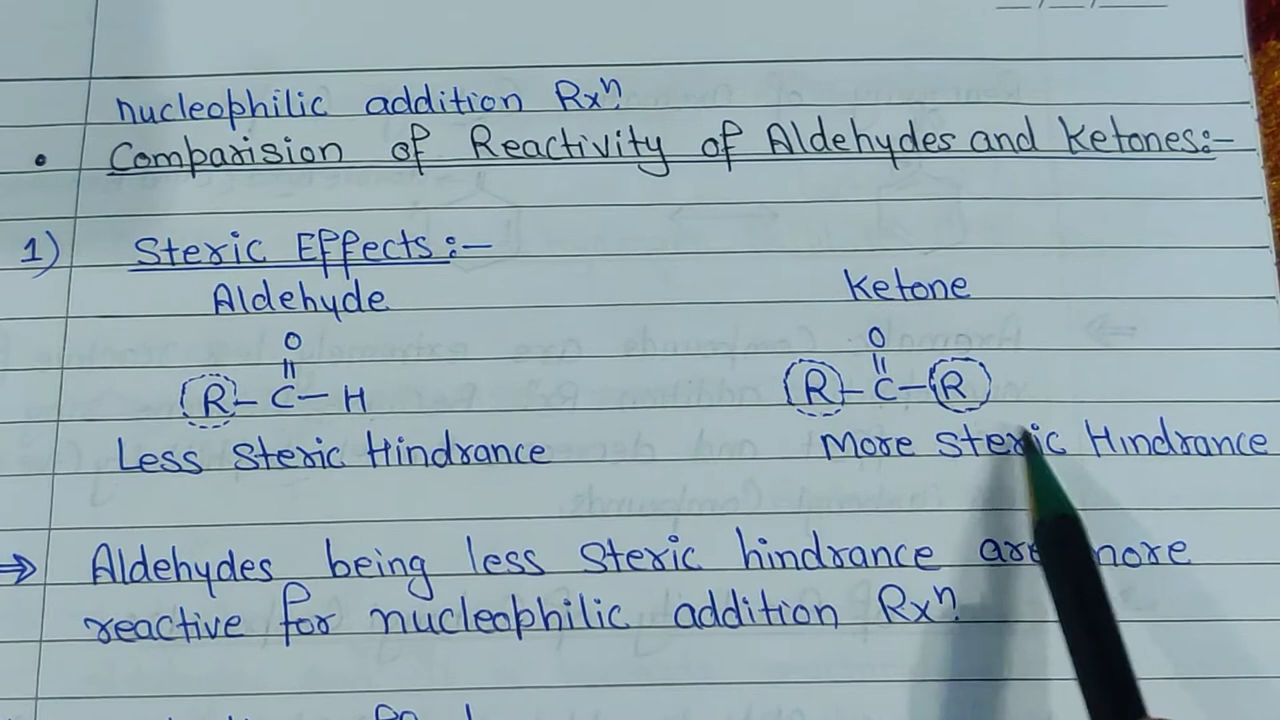 nucleophilic addition Rxⁿ.
• Comparision of Reactivity of Aldehydes and Ketones:-
1) Steric Effects:-
Aldehyde Ketone
O O
|| ||
R-C-H R-C-R
Less Steric Hindrance More Steric Hindrance
⇒ Aldehydes being less Steric hindrance are more
reactive for nucleophilic addition Rxⁿ.